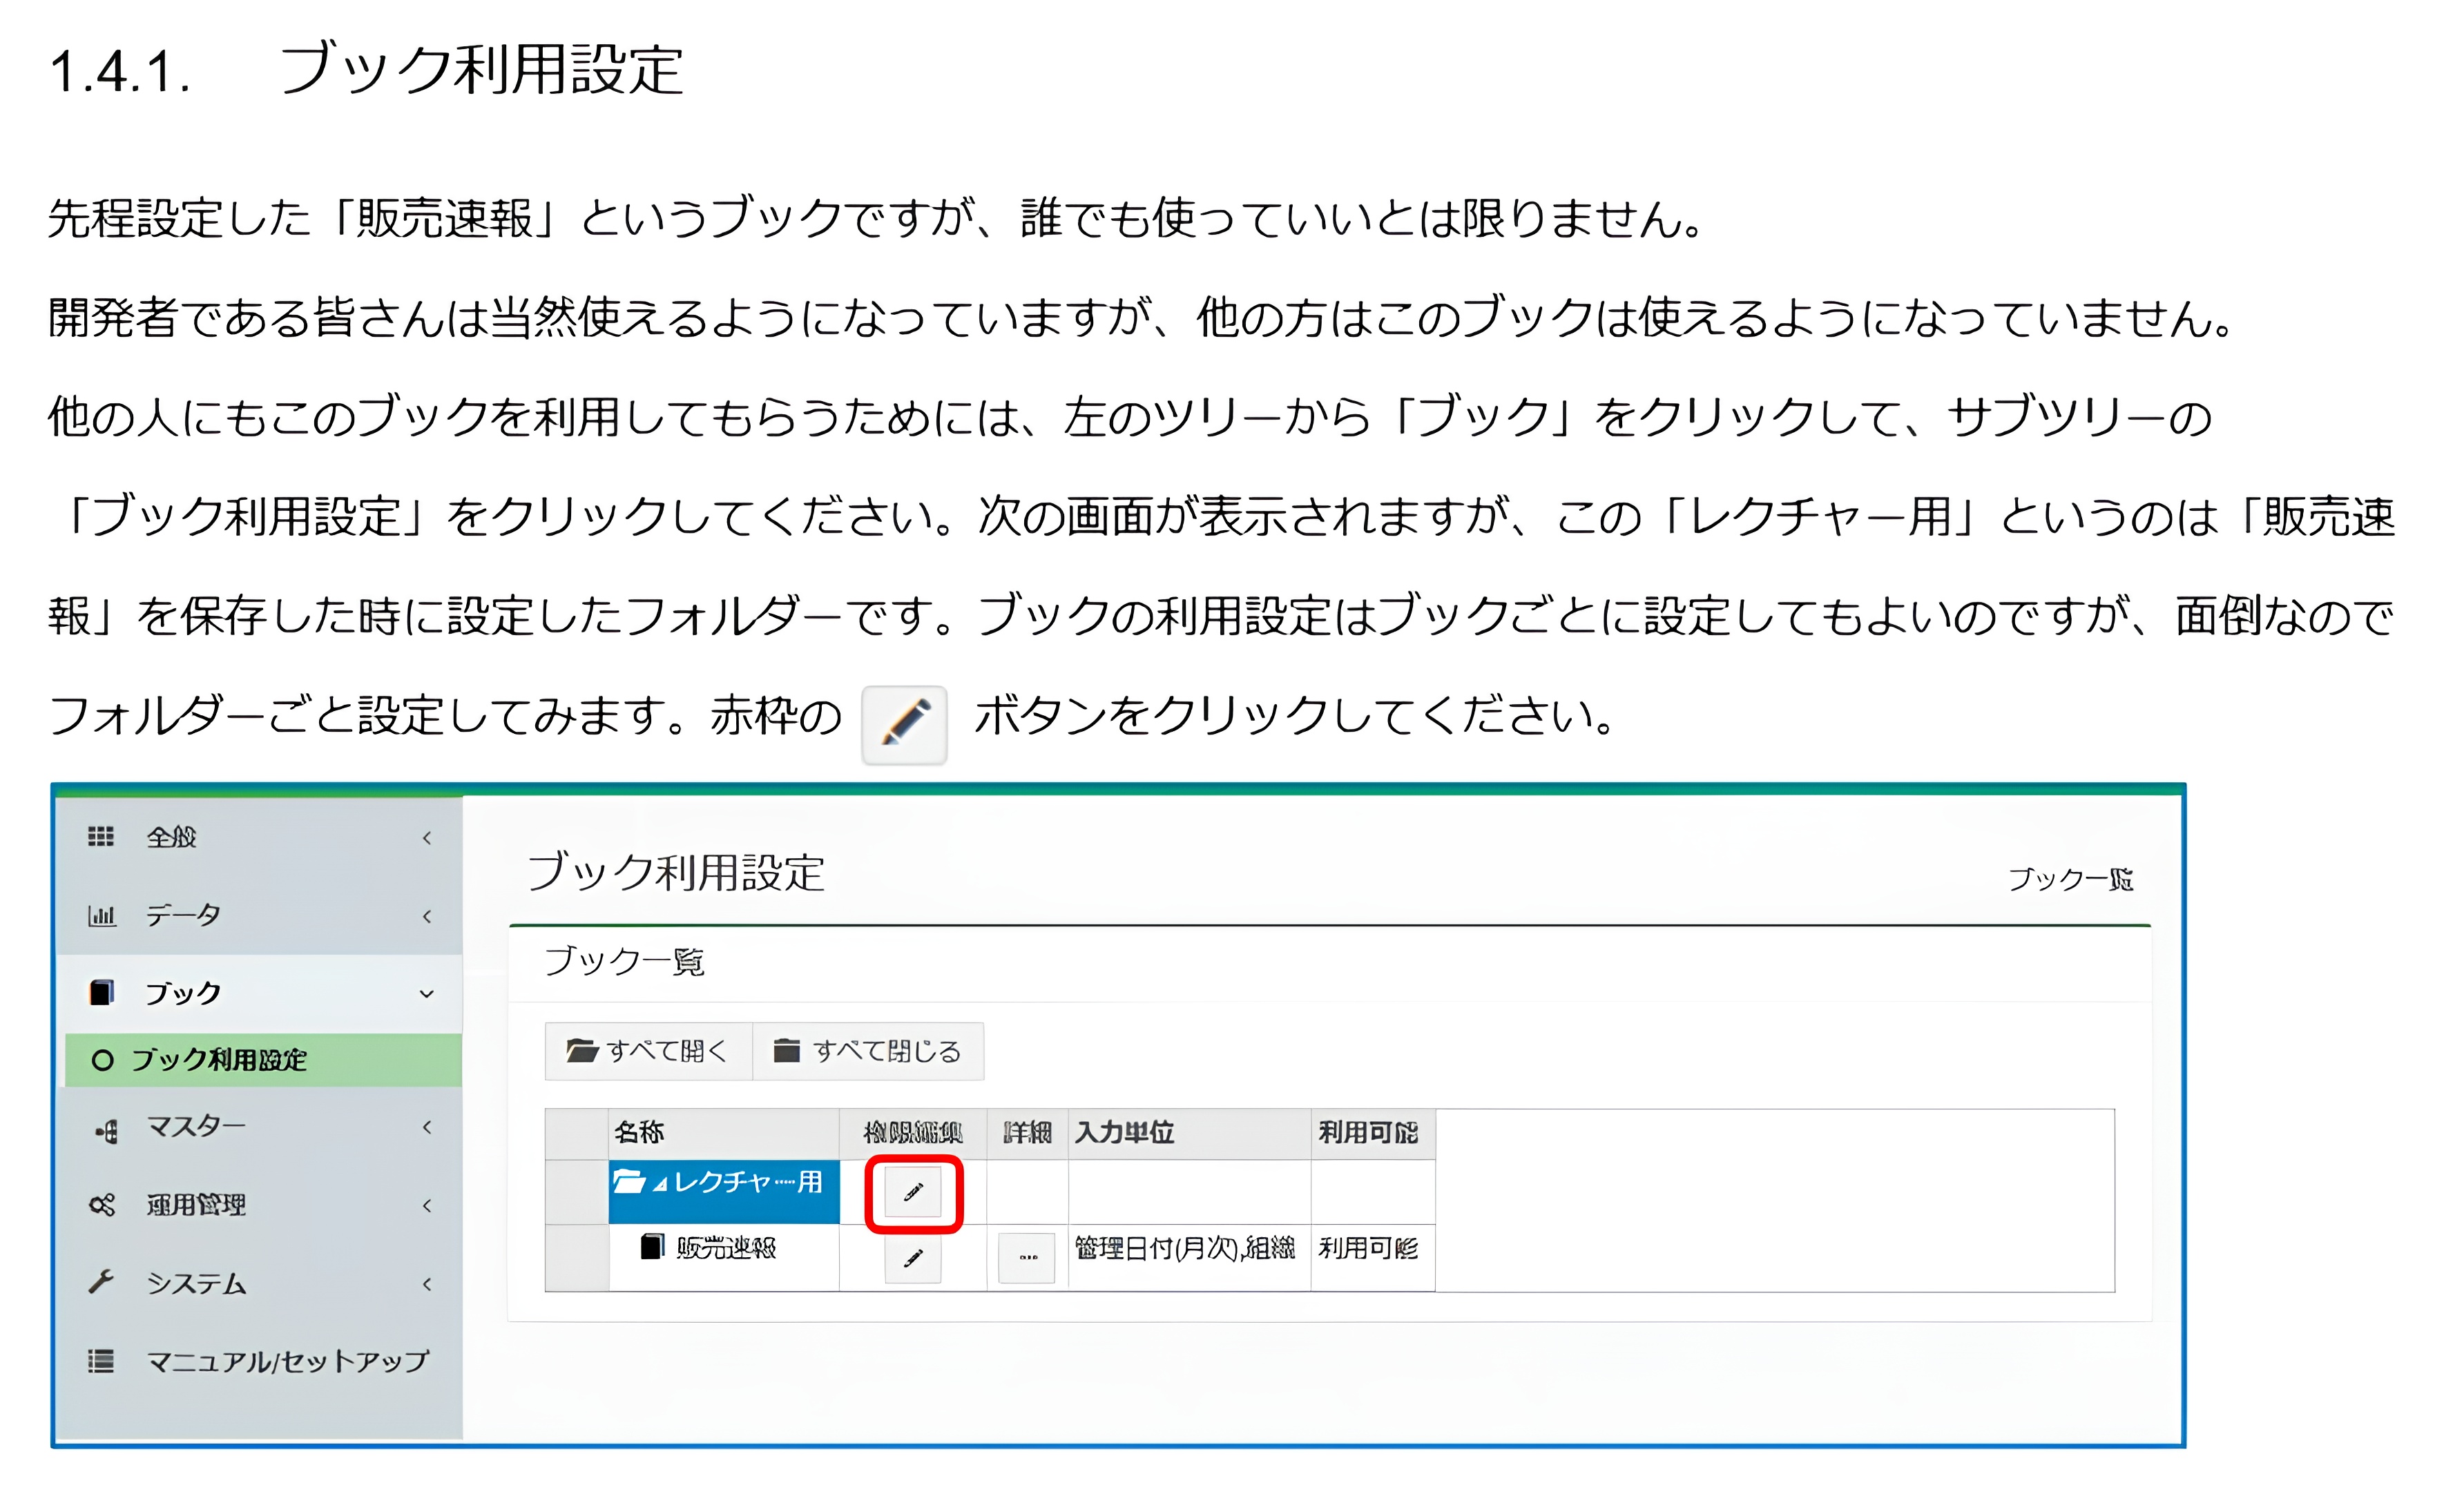 1.4.1. ブック利用設定
先程設定した「販売速報」というブックですが、誰でも使っていいとは限りません。
開発者である皆さんは当然使えるようになっていますが、他の方はこのブックは使えるようになっていません。
他の人にもこのブックを利用してもらうためには、左のツリーから「ブック」をクリックして、サブツリーの
「ブック利用設定」をクリックしてください。次の画面が表示されますが、この「レクチャー用」というのは「販売速
報」を保存した時に設定したフォルダーです。ブックの利用設定はブックごとに設定してもよいのですが、面倒なので
フォルダーごと設定してみます。赤枠の ボタンをクリックしてください。
全般
データ
ブック
ブック利用設定
マスター
運用管理
システム
マニュアル/セットアップ
ブック利用設定
ブック一覧
ブック一覧
すべて開く すべて閉じる
名称 権限編集 詳細 入力単位 利用可能
レクチャー用
販売速報 ... 管理日付(月次),組織 利用可能